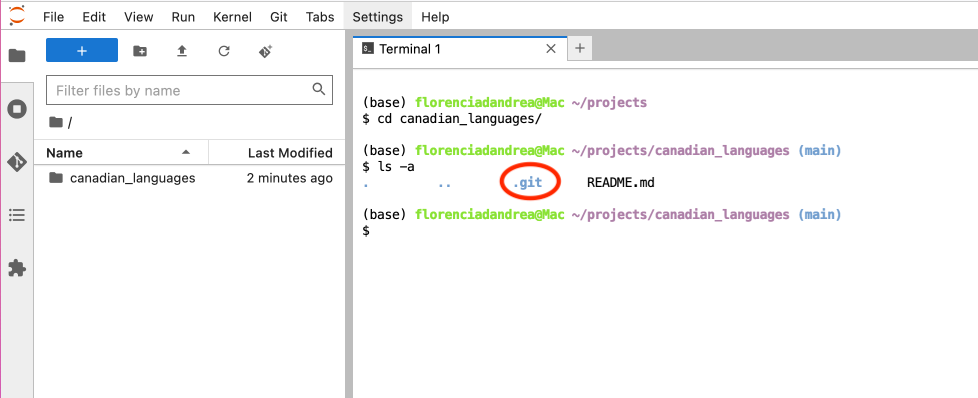 File Edit View Run Kernel Git Tabs Settings Help
+
Filter files by name
/
Name Last Modified
canadian_languages 2 minutes ago
$_ Terminal 1 × +
(base) florenciadandrea@Mac ~/projects
$ cd canadian_languages/
(base) florenciadandrea@Mac ~/projects/canadian_languages (main)
$ ls -a
. .. .git README.md
(base) florenciadandrea@Mac ~/projects/canadian_languages (main)
$